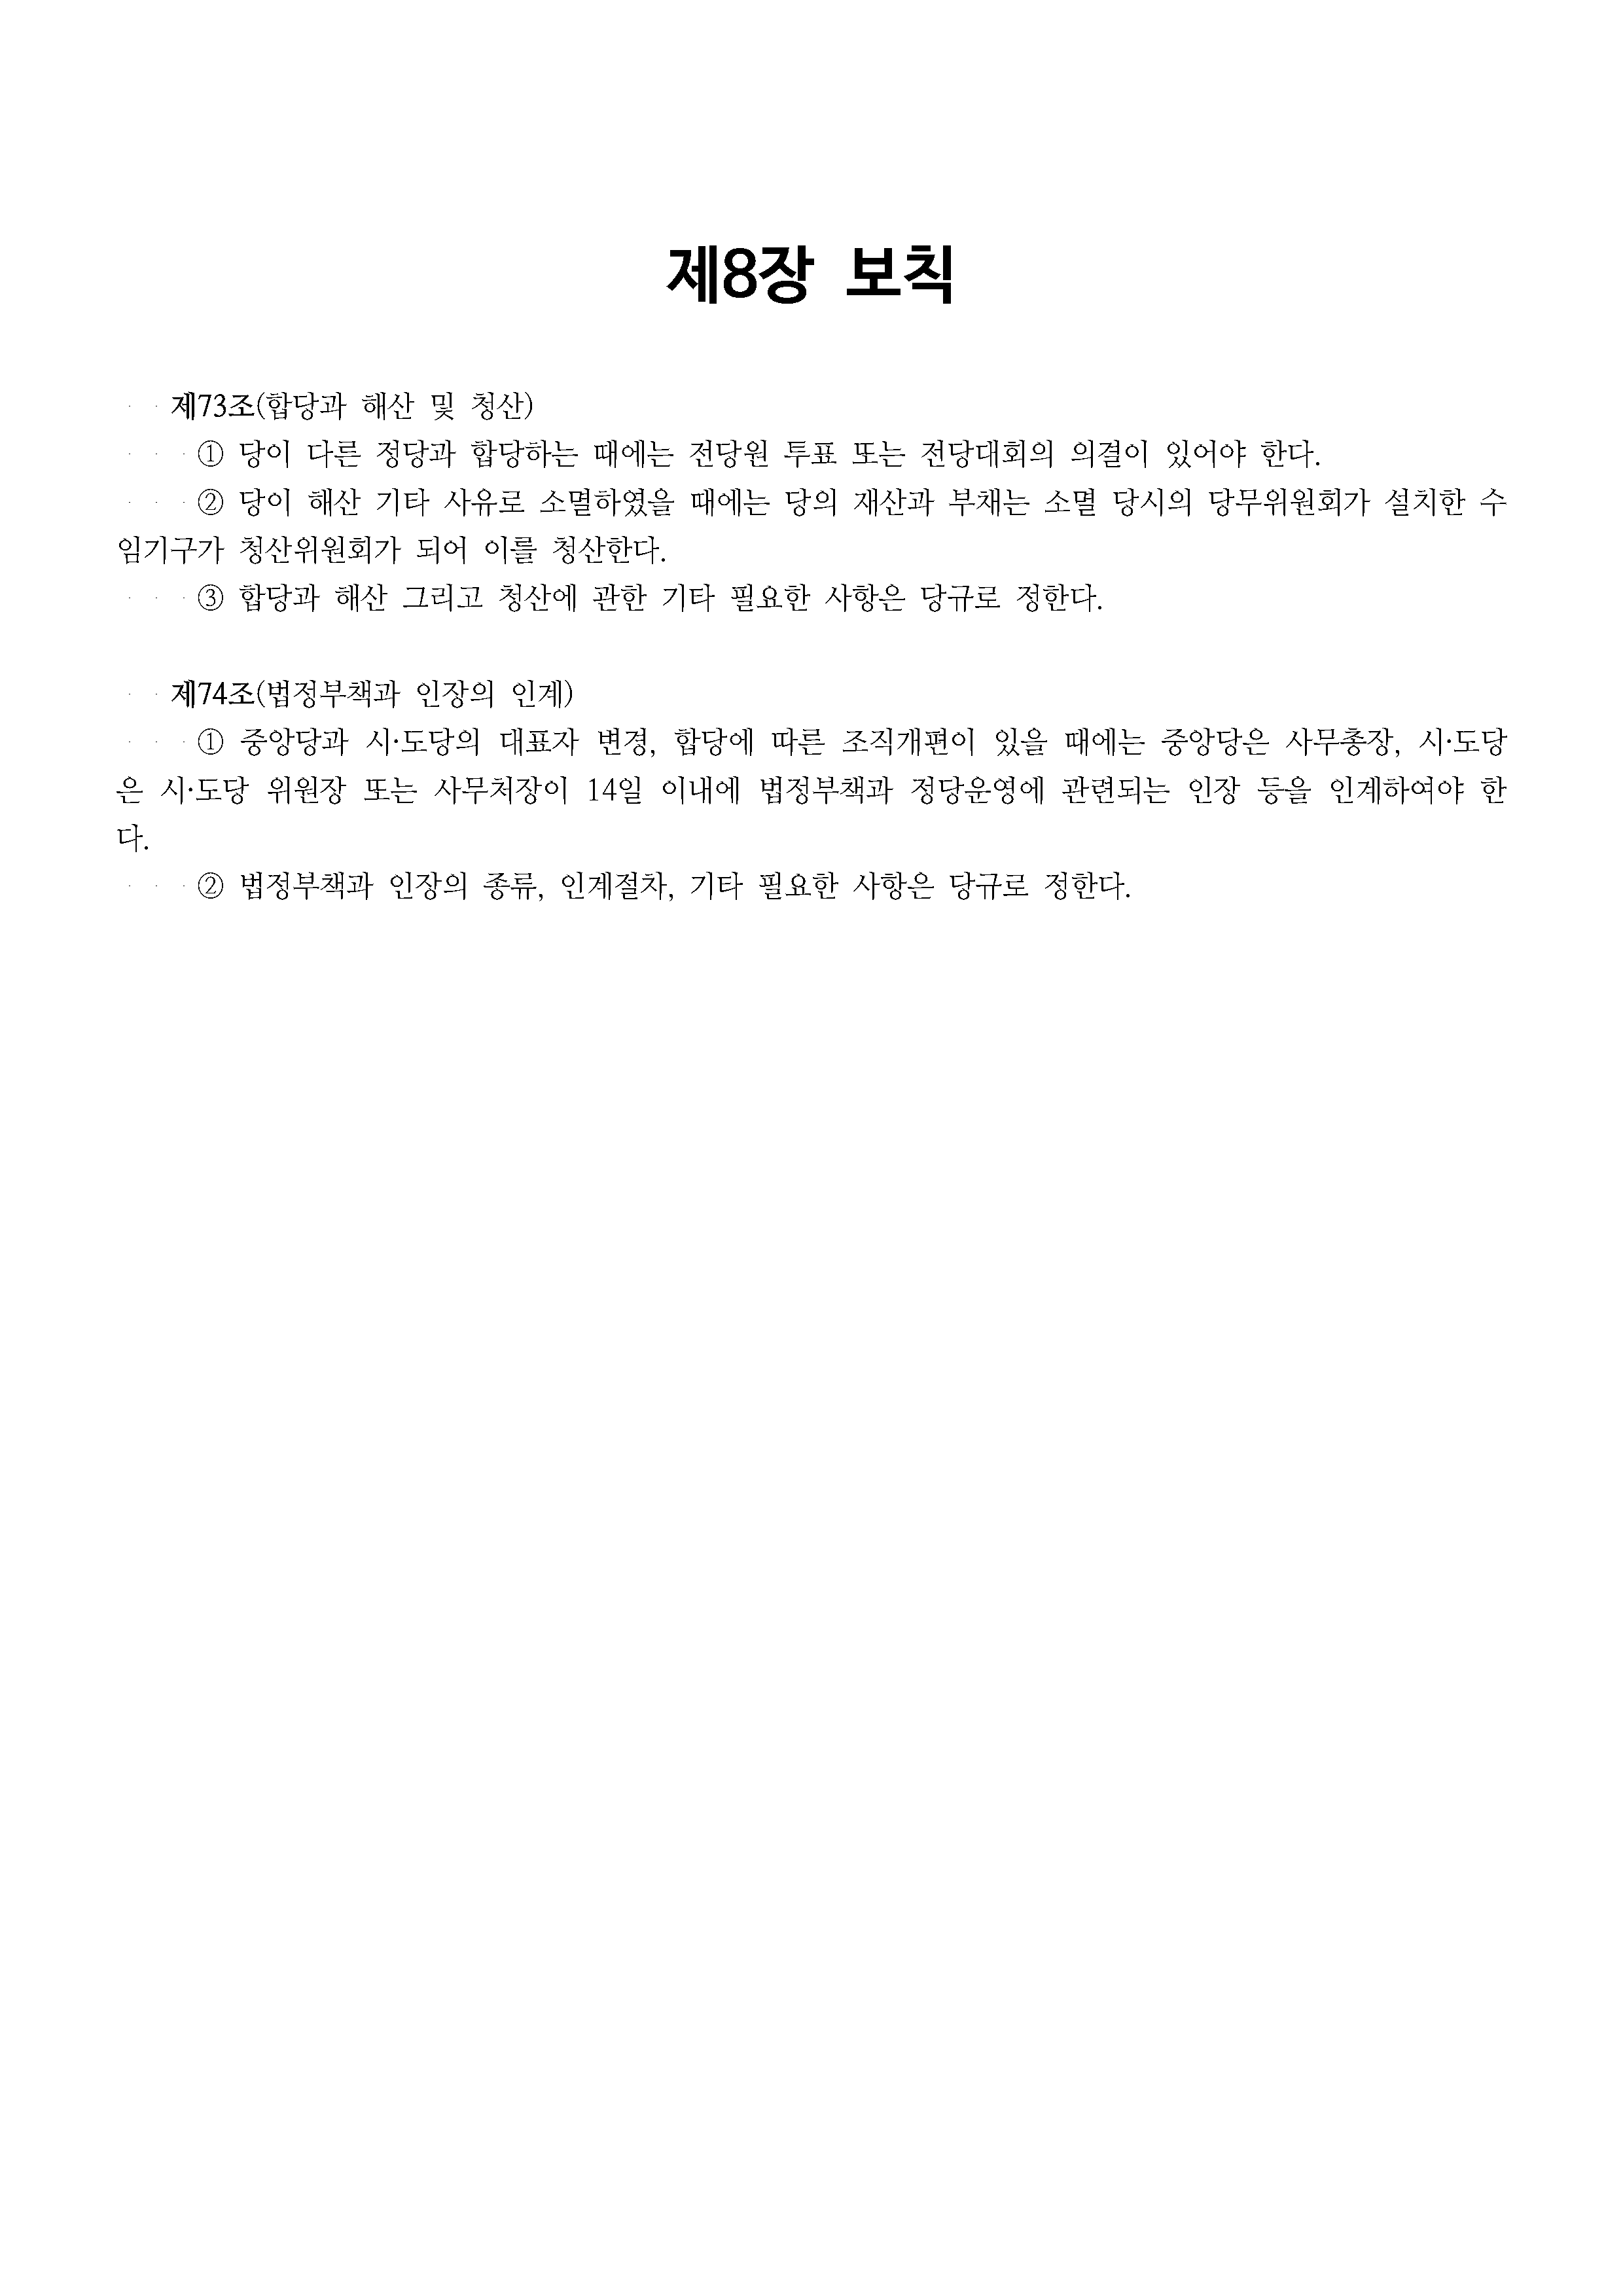 제8장 보칙
제73조(합당과 해산 및 청산)
① 당이 다른 정당과 합당하는 때에는 전당원 투표 또는 전당대회의 의결이 있어야 한다.
② 당이 해산 기타 사유로 소멸하였을 때에는 당의 재산과 부채는 소멸 당시의 당무위원회가 설치한 수
임기구가 청산위원회가 되어 이를 청산한다.
③ 합당과 해산 그리고 청산에 관한 기타 필요한 사항은 당규로 정한다.
제74조(법정부책과 인장의 인계)
① 중앙당과 시·도당의 대표자 변경, 합당에 따른 조직개편이 있을 때에는 중앙당은 사무총장, 시·도당
은 시·도당 위원장 또는 사무처장이 14일 이내에 법정부책과 정당운영에 관련되는 인장 등을 인계하여야 한
다.
② 법정부책과 인장의 종류, 인계절차, 기타 필요한 사항은 당규로 정한다.